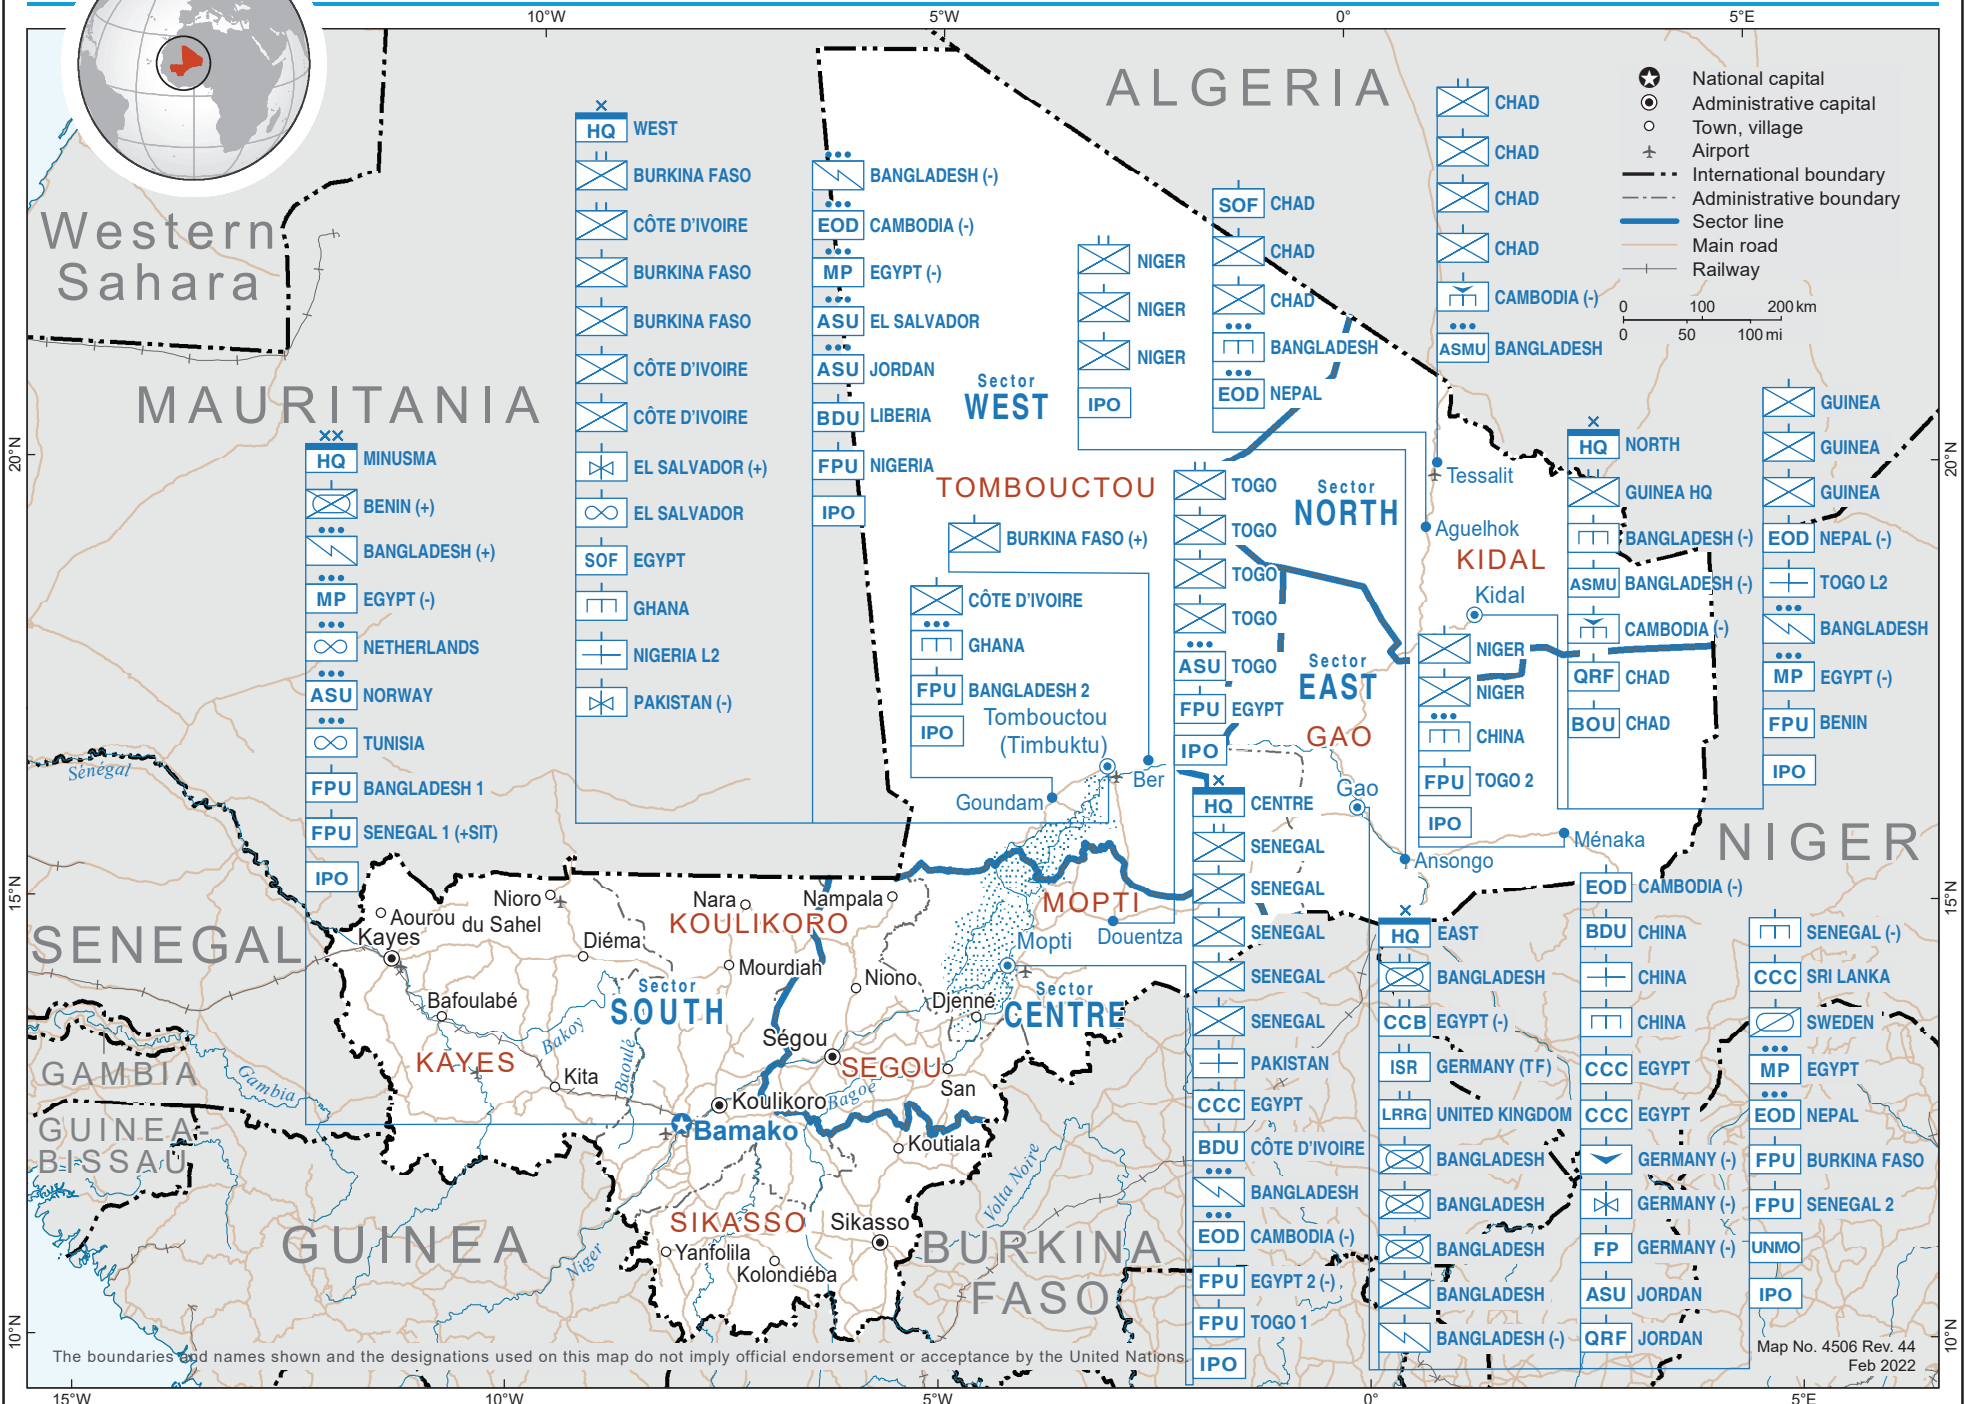 10°W
5°W
0°
5°E
ALGERIA
National capital
Administrative capital
Town, village
Airport
International boundary
Administrative boundary
Sector line
Main road
Railway
0 100 200 km
0 50 100 mi
Western
Sahara
MAURITANIA
SENEGAL
GAMBIA
GUINEA-
BISSAU
GUINEA
BURKINA
FASO
NIGER
20°N
15°N
10°N
20°N
15°N
10°N
HQ MINUSMA
BENIN (+)
BANGLADESH (+)
MP EGYPT (-)
NETHERLANDS
ASU NORWAY
TUNISIA
FPU BANGLADESH 1
FPU SENEGAL 1 (+SIT)
IPO
HQ WEST
BURKINA FASO
CÔTE D'IVOIRE
BURKINA FASO
BURKINA FASO
CÔTE D'IVOIRE
CÔTE D'IVOIRE
EL SALVADOR (+)
EL SALVADOR
SOF EGYPT
GHANA
NIGERIA L2
PAKISTAN (-)
BANGLADESH (-)
EOD CAMBODIA (-)
MP EGYPT (-)
ASU EL SALVADOR
ASU JORDAN
BDU LIBERIA
FPU NIGERIA
IPO
Sector
WEST
TOMBOUCTOU
BURKINA FASO (+)
CÔTE D'IVOIRE
GHANA
FPU BANGLADESH 2
IPO
Tombouctou
(Timbuktu)
Ber
Goundam
NIGER
NIGER
NIGER
IPO
SOF CHAD
CHAD
CHAD
BANGLADESH
EOD NEPAL
CHAD
CHAD
CHAD
CHAD
CAMBODIA (-)
ASMU BANGLADESH
TOGO
TOGO
TOGO
TOGO
ASU TOGO
FPU EGYPT
IPO
Sector
NORTH
Tessalit
Aguelhok
KIDAL
Kidal
Sector
EAST
GAO
Gao
Ansongo
Ménaka
NIGER
NIGER
CHINA
FPU TOGO 2
IPO
HQ NORTH
GUINEA HQ
BANGLADESH (-)
ASMU BANGLADESH (-)
CAMBODIA (-)
QRF CHAD
BOU CHAD
GUINEA
GUINEA
GUINEA
EOD NEPAL (-)
TOGO L2
BANGLADESH
MP EGYPT (-)
FPU BENIN
IPO
HQ CENTRE
SENEGAL
SENEGAL
SENEGAL
SENEGAL
SENEGAL
PAKISTAN
CCC EGYPT
BDU CÔTE D'IVOIRE
BANGLADESH
EOD CAMBODIA (-)
FPU EGYPT 2 (-)
FPU TOGO 1
IPO
HQ EAST
BANGLADESH
CCB EGYPT (-)
ISR GERMANY (TF)
LRRG UNITED KINGDOM
BANGLADESH
BANGLADESH
BANGLADESH
BANGLADESH
BANGLADESH (-)
EOD CAMBODIA (-)
BDU CHINA
CHINA
CHINA
CCC EGYPT
CCC EGYPT
GERMANY (-)
GERMANY (-)
FP GERMANY (-)
ASU JORDAN
QRF JORDAN
SENEGAL (-)
CCC SRI LANKA
SWEDEN
MP EGYPT
EOD NEPAL
FPU BURKINA FASO
FPU SENEGAL 2
UNMO
IPO
MOPTI
Mopti
Douentza
Sector
CENTRE
Djenné
Nioro
du Sahel
Aourou
Kayes
Diéma
Nara
Nampala
KOULIKORO
Mourdiah
Niono
Bafoulabé
Sector
SOUTH
Ségou
SEGOU
San
KAYES
Kita
Koulikoro
Bamako
Koutiala
SIKASSO
Sikasso
Yanfolila
Kolondiéba
Sénégal
Gambia
Bakoy
Baoulé
Bagoé
Niger
Volta Noire
The boundaries and names shown and the designations used on this map do not imply official endorsement or acceptance by the United Nations.
Map No. 4506 Rev. 44
Feb 2022
15°W
10°W
5°W
0°
5°E